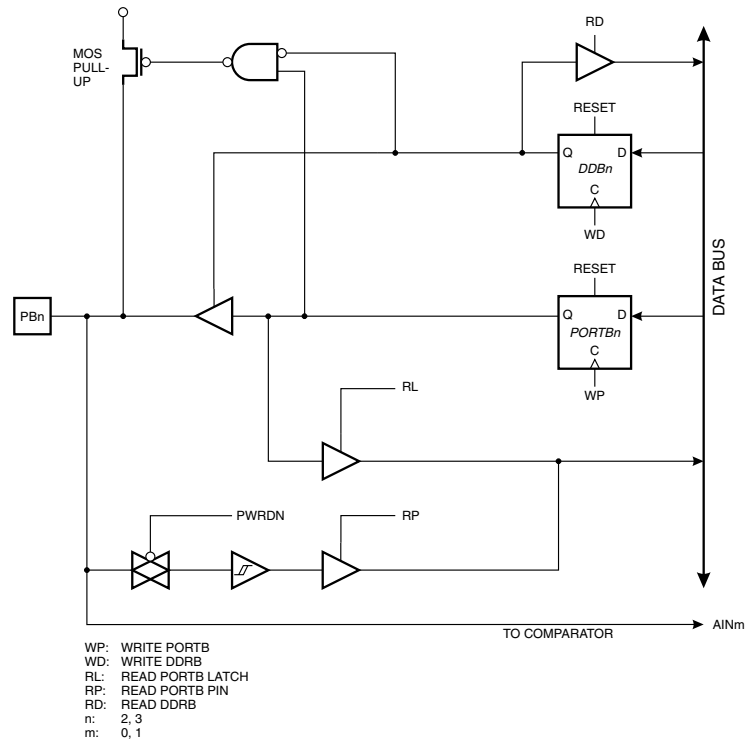 RD
MOS
PULL-
UP
RESET
Q D
DDBn
C
WD
DATA BUS
RESET
PBn
Q D
PORTBn
C
WP
RL
PWRDN
RP
TO COMPARATOR
AINm
WP: WRITE PORTB
WD: WRITE DDRB
RL: READ PORTB LATCH
RP: READ PORTB PIN
RD: READ DDRB
n: 2, 3
m: 0, 1